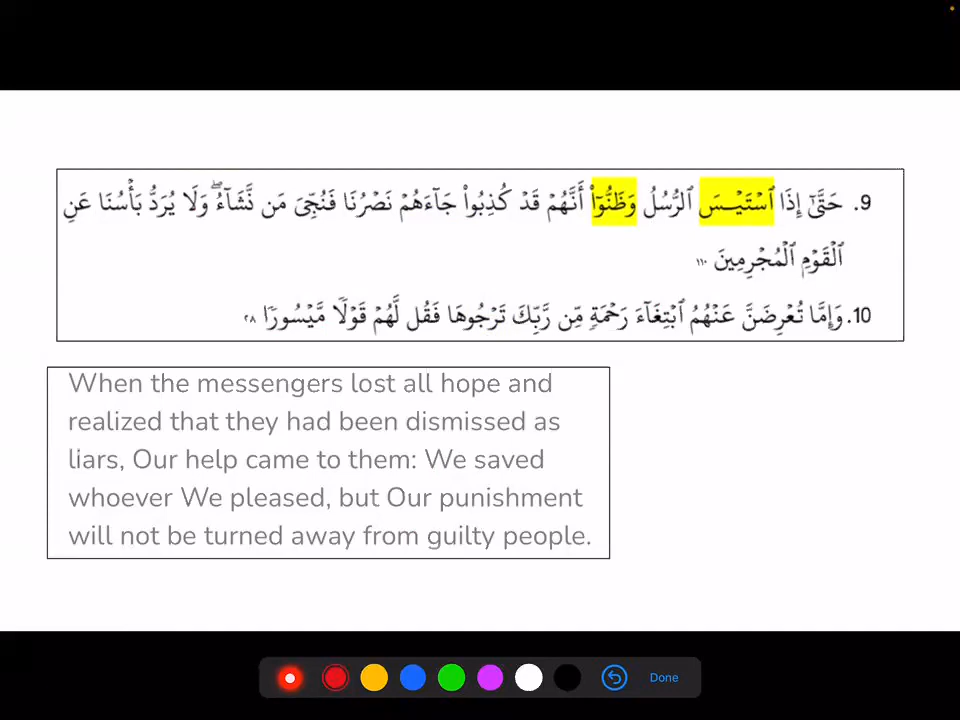 9. حَتَّىٰٓ إِذَا ٱسْتَيْـَٔسَ ٱلرُّسُلُ وَظَنُّوٓا۟ أَنَّهُمْ قَدْ كُذِبُوا۟ جَآءَهُمْ نَصْرُنَا فَنُجِّىَ مَن نَّشَآءُ ۖ وَلَا يُرَدُّ بَأْسُنَا عَنِ
ٱلْقَوْمِ ٱلْمُجْرِمِينَ ١١٠
10. وَإِمَّا تُعْرِضَنَّ عَنْهُمُ ٱبْتِغَآءَ رَحْمَةٍ مِّن رَّبِّكَ تَرْجُوهَا فَقُل لَّهُمْ قَوْلًا مَّيْسُورًا ٢٨
When the messengers lost all hope and
realized that they had been dismissed as
liars, Our help came to them: We saved
whoever We pleased, but Our punishment
will not be turned away from guilty people.
Done